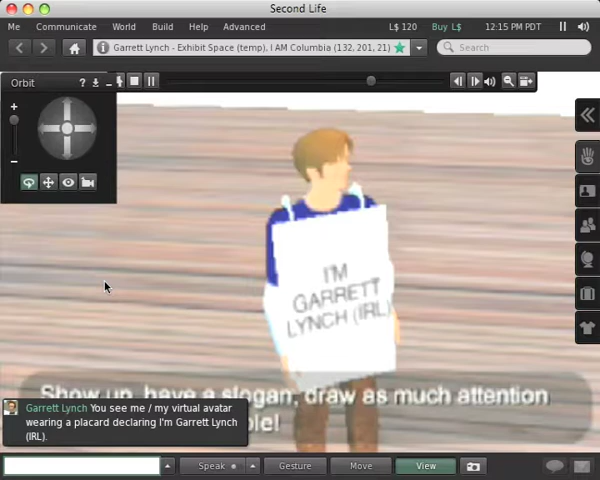 Second Life
Me Communicate World Build Help Advanced L$ 120 Buy L$ 12:15 PM PDT
Garrett Lynch - Exhibit Space (temp), I AM Columbia (132, 201, 21) Search
Orbit ?
I'M
GARRETT
LYNCH (IRL)
Show up, have a slogan, draw as much attention
Garrett Lynch You see me / my virtual avatar
wearing a placard declaring I'm Garrett Lynch
(IRL).
Speak Gesture Move View